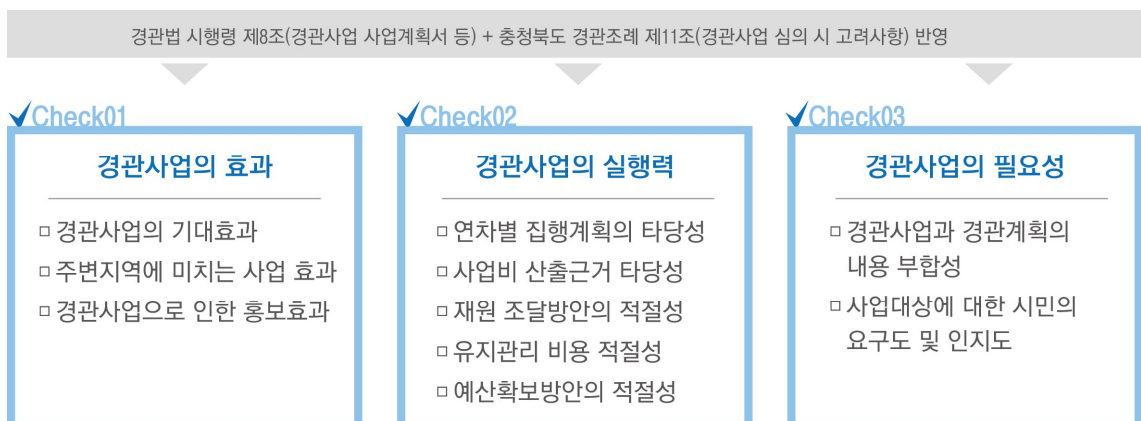 경관법 시행령 제8조(경관사업 사업계획서 등) + 충청북도 경관조례 제11조(경관사업 심의 시 고려사항) 반영
Check01
경관사업의 효과
경관사업의 기대효과
주변지역에 미치는 사업 효과
경관사업으로 인한 홍보효과
Check02
경관사업의 실행력
연차별 집행계획의 타당성
사업비 산출근거 타당성
재원 조달방안의 적절성
유지관리 비용 적절성
예산확보방안의 적절성
Check03
경관사업의 필요성
경관사업과 경관계획의
내용 부합성
사업대상에 대한 시민의
요구도 및 인지도